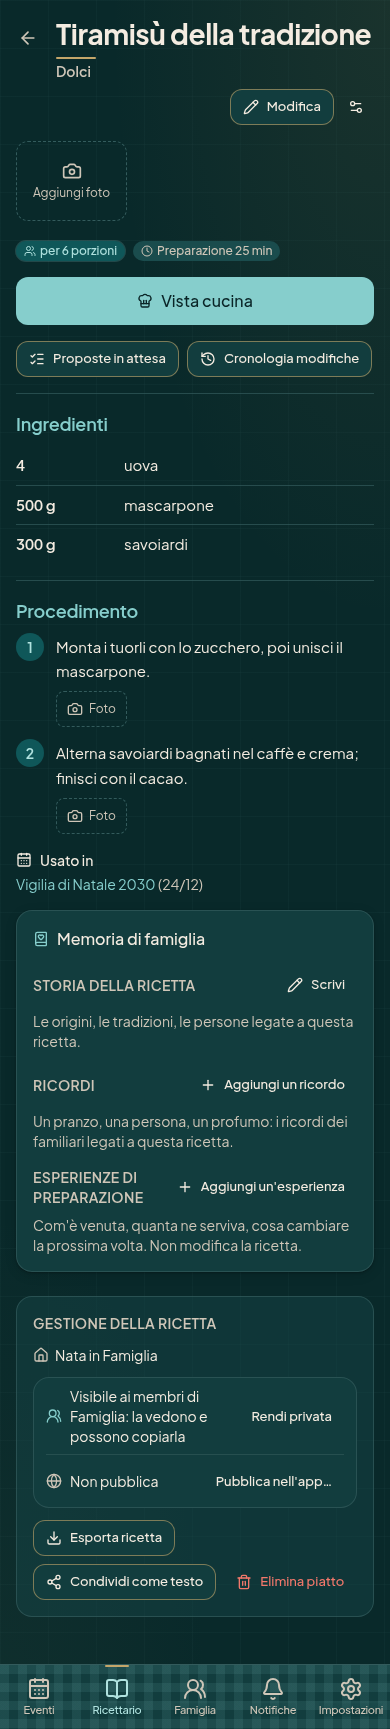 Tiramisù della tradizione
Dolci
Modifica
Aggiungi foto
per 6 porzioni
Preparazione 25 min
Vista cucina
Proposte in attesa
Cronologia modifiche
Ingredienti
4 uova
500 g mascarpone
300 g savoiardi
Procedimento
1 Monta i tuorli con lo zucchero, poi unisci il
mascarpone.
Foto
2 Alterna savoiardi bagnati nel caffè e crema;
finisci con il cacao.
Foto
Usato in
Vigilia di Natale 2030 (24/12)
Memoria di famiglia
STORIA DELLA RICETTA
Scrivi
Le origini, le tradizioni, le persone legate a questa
ricetta.
RICORDI
Aggiungi un ricordo
Un pranzo, una persona, un profumo: i ricordi dei
familiari legati a questa ricetta.
ESPERIENZE DI
PREPARAZIONE
Aggiungi un'esperienza
Com'è venuta, quanta ne serviva, cosa cambiare
la prossima volta. Non modifica la ricetta.
GESTIONE DELLA RICETTA
Nata in Famiglia
Visibile ai membri di
Famiglia: la vedono e
possono copiarla
Rendi privata
Non pubblica
Pubblica nell'app…
Esporta ricetta
Condividi come testo
Elimina piatto
Eventi
Ricettario
Famiglia
Notifiche
Impostazioni